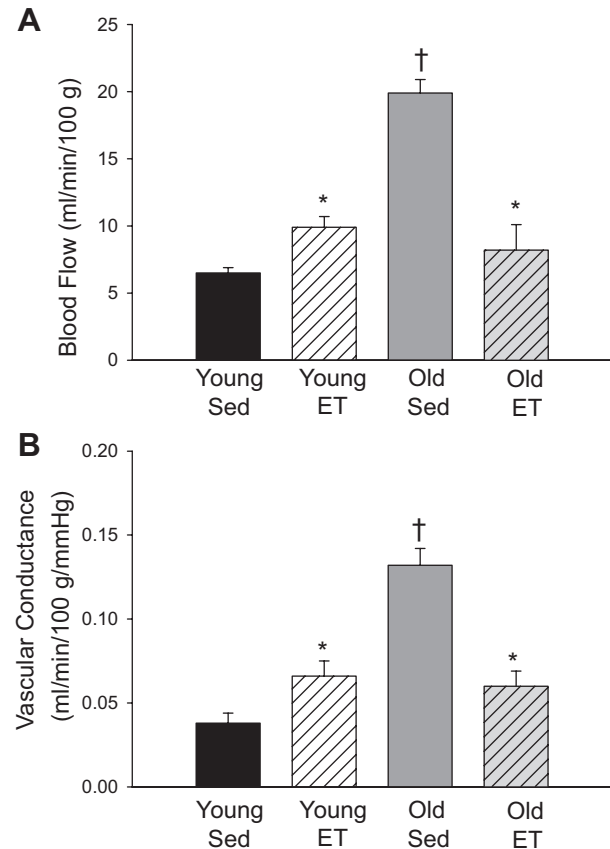 A
Blood Flow (ml/min/100 g)
25
20
15
10
5
0
*
†
*
Young
Sed
Young
ET
Old
Sed
Old
ET
B
Vascular Conductance
(ml/min/100 g/mmHg)
0.20
0.15
0.10
0.05
0.00
*
†
*
Young
Sed
Young
ET
Old
Sed
Old
ET